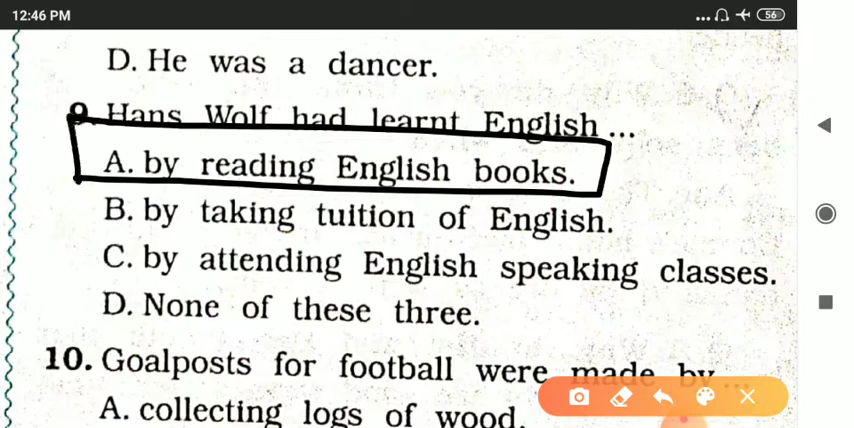 12:46 PM
56
D. He was a dancer.
9. Hans Wolf had learnt English ...
A. by reading English books.
B. by taking tuition of English.
C. by attending English speaking classes.
D. None of these three.
10. Goalposts for football were made by ...
A. collecting logs of wood.